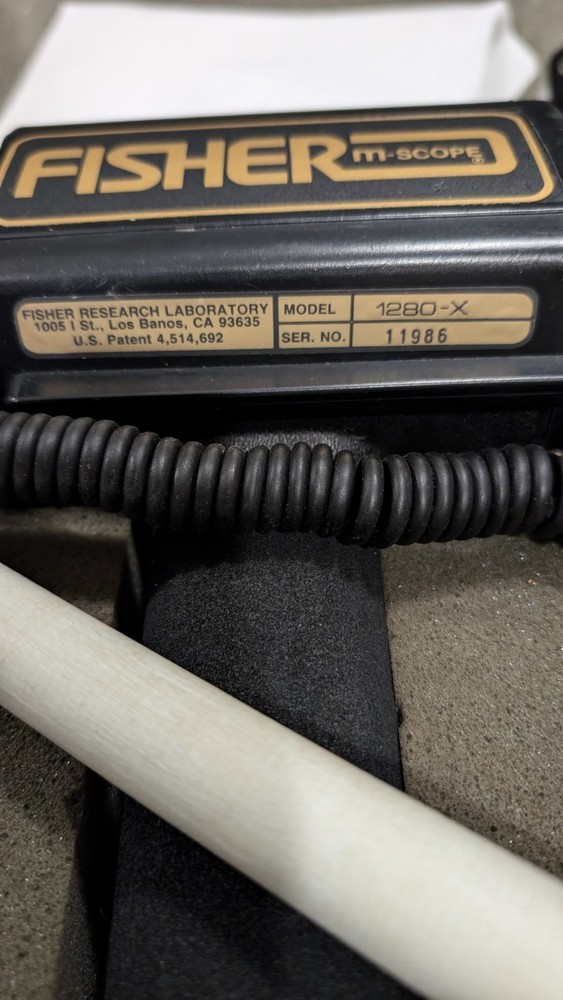 FISHER m-SCOPE®
FISHER RESEARCH LABORATORY
1005 I St., Los Banos, CA 93635
U.S. Patent 4,514,692
MODEL 1280-X
SER. NO. 11986